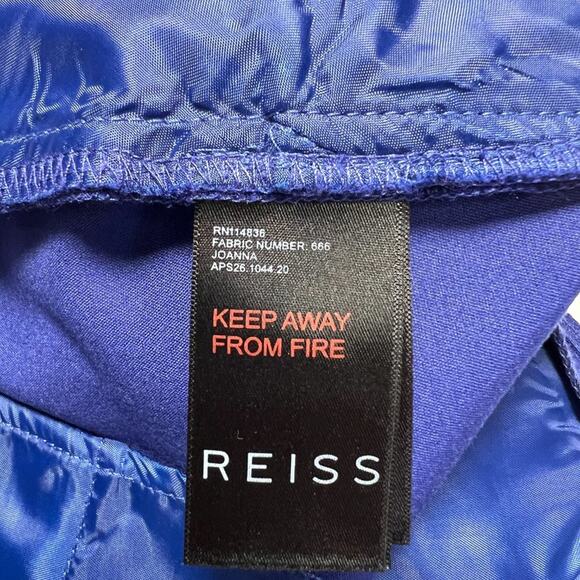 RN114836
FABRIC NUMBER: 666
JOANNA
APS26.1044.20
KEEP AWAY
FROM FIRE
REISS